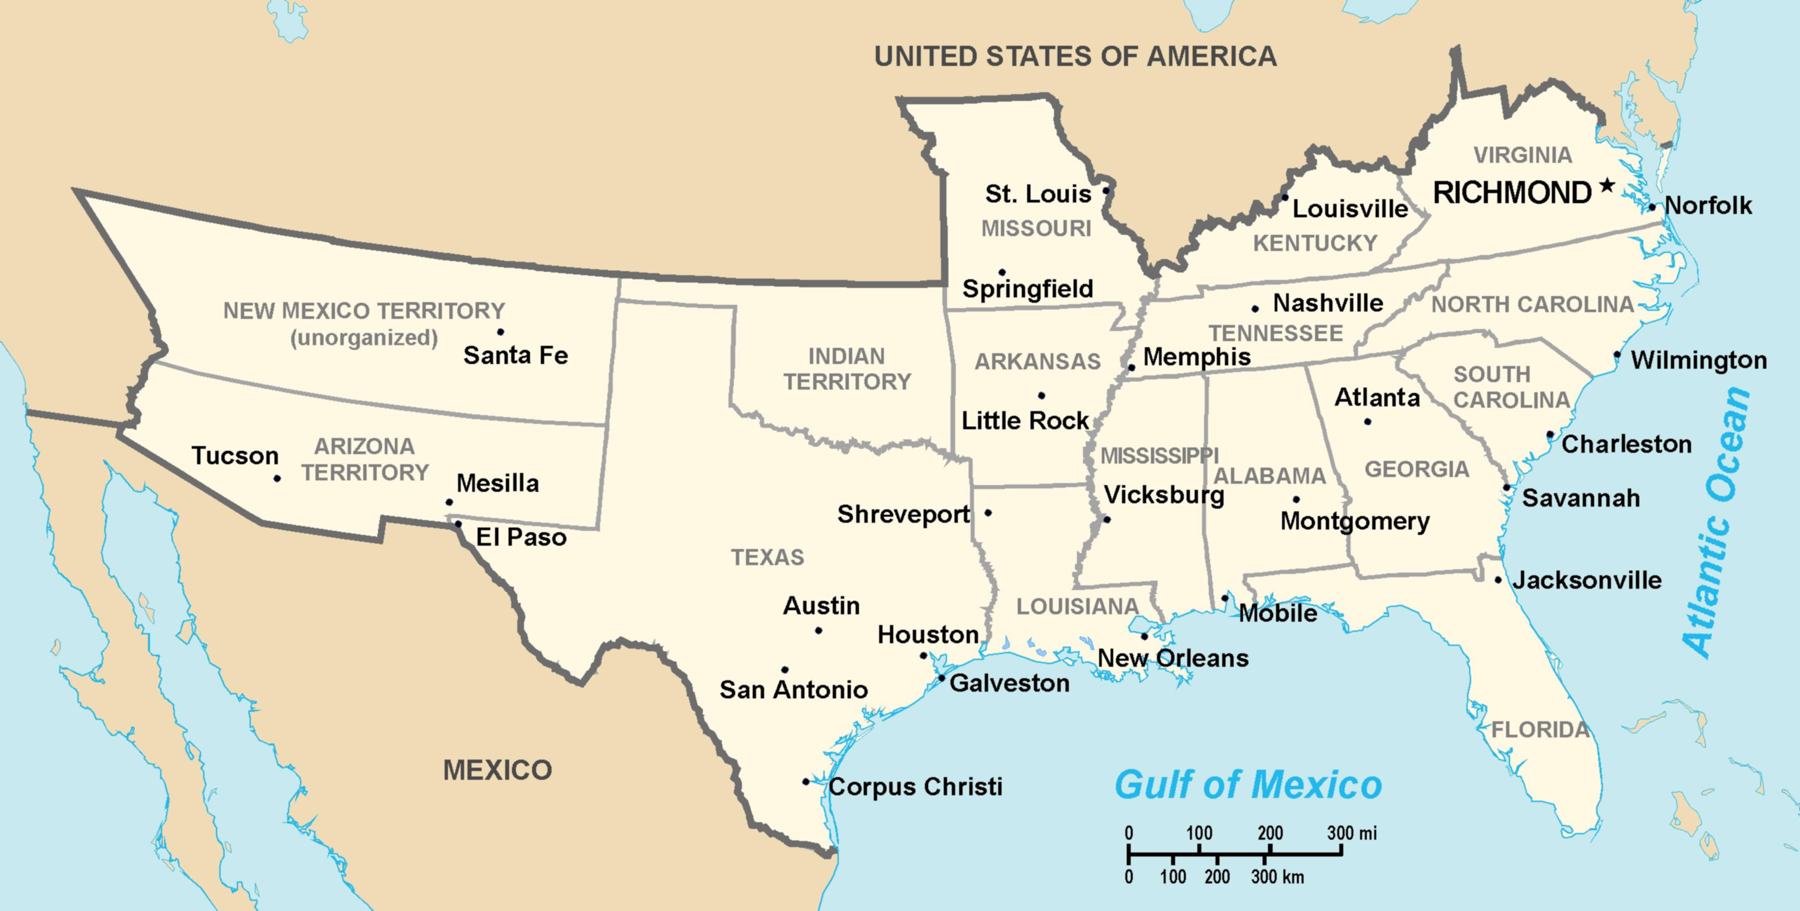 UNITED STATES OF AMERICA
VIRGINIA
RICHMOND
Norfolk
St. Louis
MISSOURI
Louisville
KENTUCKY
Springfield
NEW MEXICO TERRITORY
(unorganized)
Santa Fe
INDIAN
TERRITORY
ARKANSAS
Little Rock
Nashville
TENNESSEE
Memphis
NORTH CAROLINA
Wilmington
SOUTH
CAROLINA
Charleston
Atlanta
GEORGIA
Savannah
Tucson
ARIZONA
TERRITORY
Mesilla
El Paso
MISSISSIPPI
Vicksburg
ALABAMA
Montgomery
Shreveport
TEXAS
Austin
Houston
San Antonio
Galveston
LOUISIANA
New Orleans
Mobile
Jacksonville
Atlantic Ocean
FLORIDA
MEXICO
Corpus Christi
Gulf of Mexico
0 100 200 300 mi
0 100 200 300 km